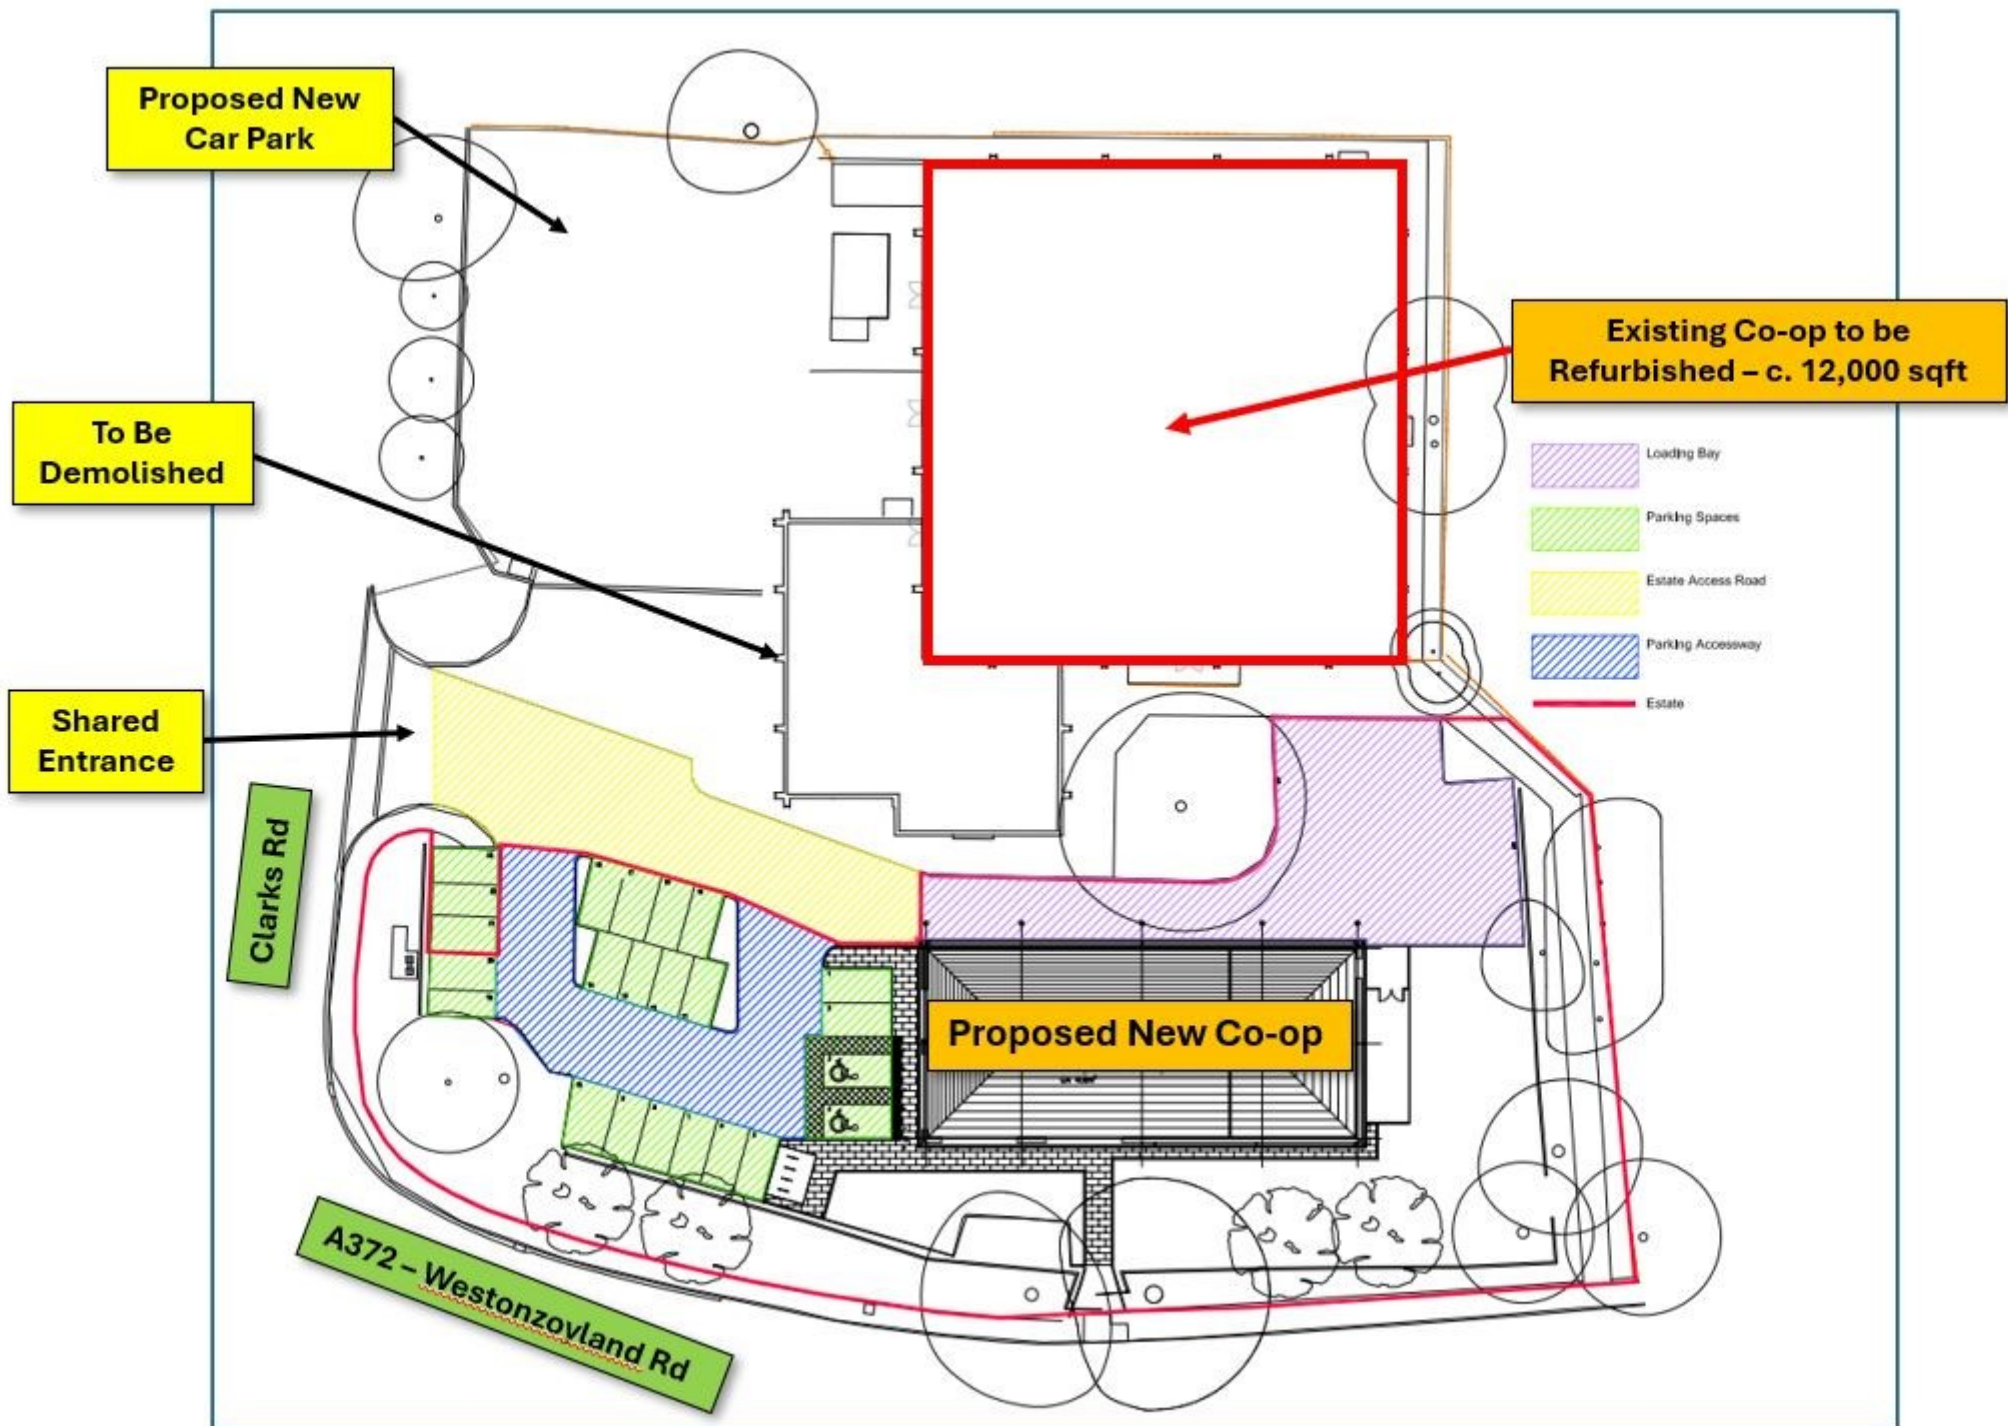 Proposed New
Car Park
Existing Co-op to be
Refurbished – c. 12,000 sqft
To Be
Demolished
Loading Bay
Parking Spaces
Estate Access Road
Parking Accessway
Estate
Shared
Entrance
Clarks Rd
Proposed New Co-op
A372 – Westonzovland Rd